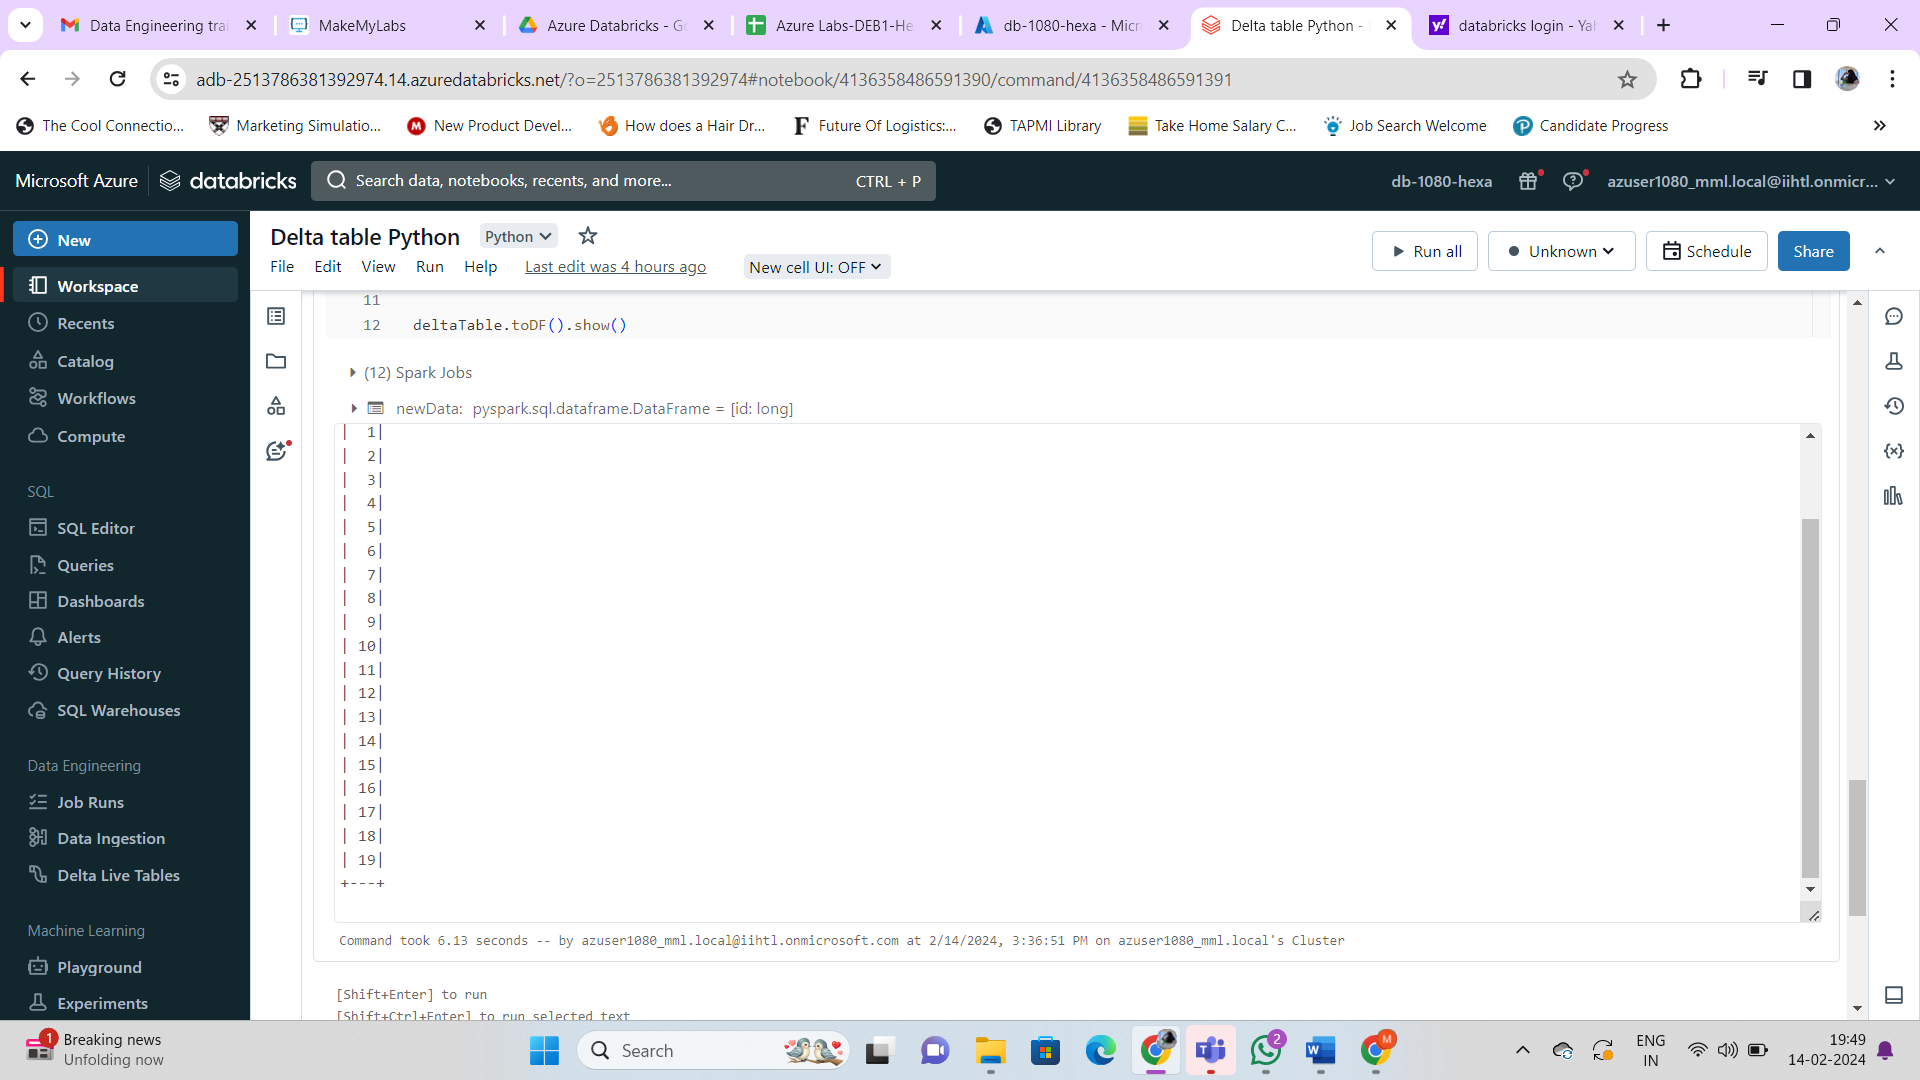 Data Engineering trai
MakeMyLabs
Azure Databricks - Go
Azure Labs-DEB1-He
db-1080-hexa - Micr
Delta table Python -
databricks login - Yah
adb-2513786381392974.14.azuredatabricks.net/?o=2513786381392974#notebook/4136358486591390/command/4136358486591391
The Cool Connectio...
Marketing Simulatio...
New Product Devel...
How does a Hair Dr...
Future Of Logistics:...
TAPMI Library
Take Home Salary C...
Job Search Welcome
Candidate Progress
Microsoft Azure
databricks
Search data, notebooks, recents, and more...
CTRL + P
db-1080-hexa
azuser1080_mml.local@iihtl.onmicr...
New
Workspace
Recents
Catalog
Workflows
Compute
SQL
SQL Editor
Queries
Dashboards
Alerts
Query History
SQL Warehouses
Data Engineering
Job Runs
Data Ingestion
Delta Live Tables
Machine Learning
Playground
Experiments
Delta table Python
Python
File Edit View Run Help Last edit was 4 hours ago New cell UI: OFF
Run all
Unknown
Schedule
Share
11
12 deltaTable.toDF().show()
(12) Spark Jobs
newData: pyspark.sql.dataframe.DataFrame = [id: long]
| 1|
| 2|
| 3|
| 4|
| 5|
| 6|
| 7|
| 8|
| 9|
| 10|
| 11|
| 12|
| 13|
| 14|
| 15|
| 16|
| 17|
| 18|
| 19|
+---+
Command took 6.13 seconds -- by azuser1080_mml.local@iihtl.onmicrosoft.com at 2/14/2024, 3:36:51 PM on azuser1080_mml.local's Cluster
[Shift+Enter] to run
[Shift+Ctrl+Enter] to run selected text
1
Breaking news
Unfolding now
Search
2
M
ENG
IN
19:49
14-02-2024